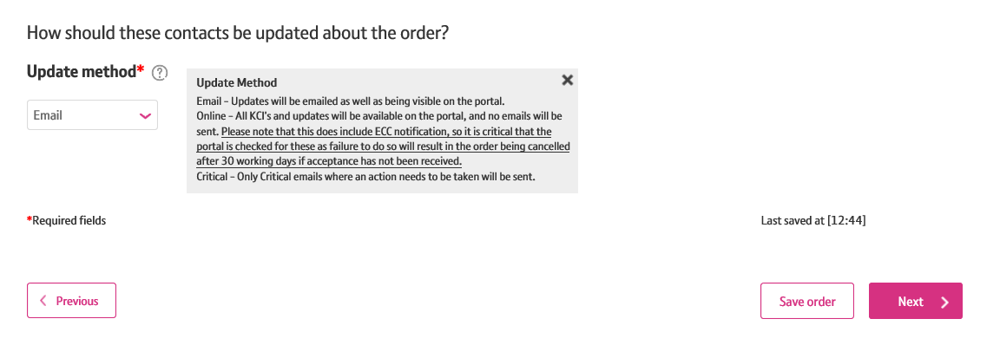 How should these contacts be updated about the order?
Update method*
Email
Update Method
Email – Updates will be emailed as well as being visible on the portal.
Online – All KCI's and updates will be available on the portal, and no emails will be
sent. Please note that this does include ECC notification, so it is critical that the
portal is checked for these as failure to do so will result in the order being cancelled
after 30 working days if acceptance has not been received.
Critical – Only Critical emails where an action needs to be taken will be sent.
*Required fields
Last saved at [12:44]
Previous
Save order
Next